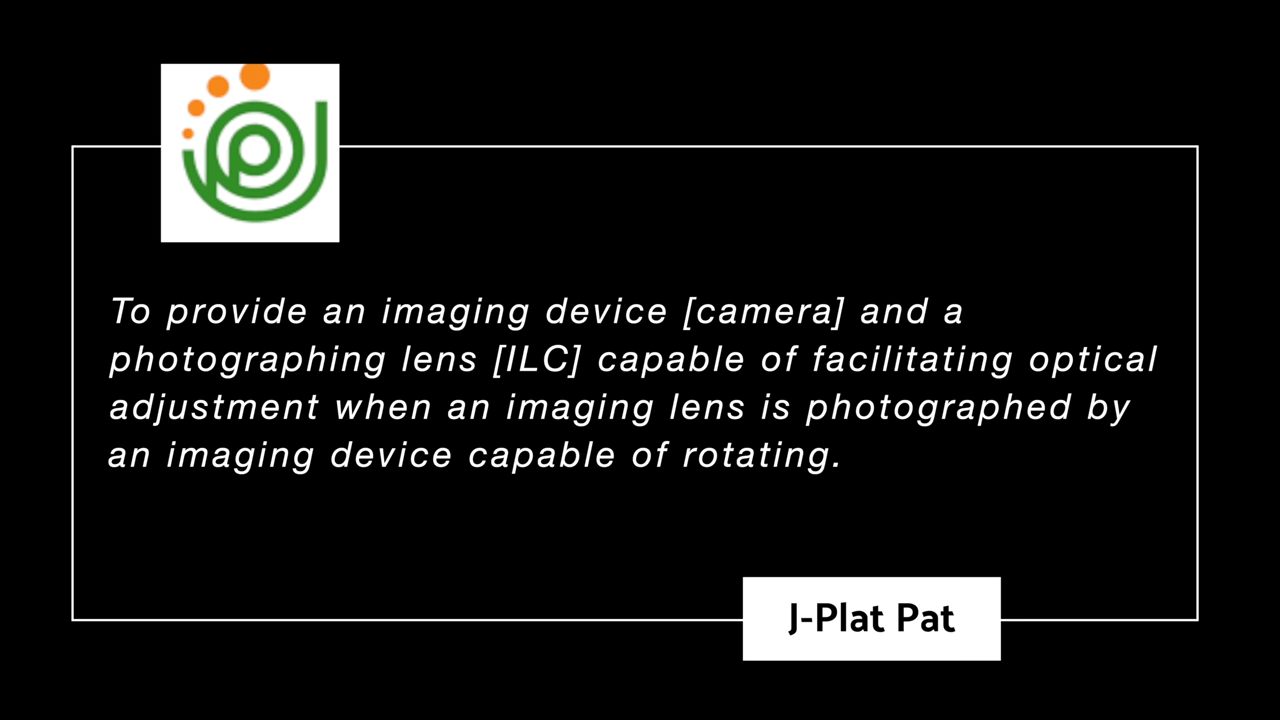 To provide an imaging device [camera] and a
photographing lens [ILC] capable of facilitating optical
adjustment when an imaging lens is photographed by
an imaging device capable of rotating.
J-Plat Pat